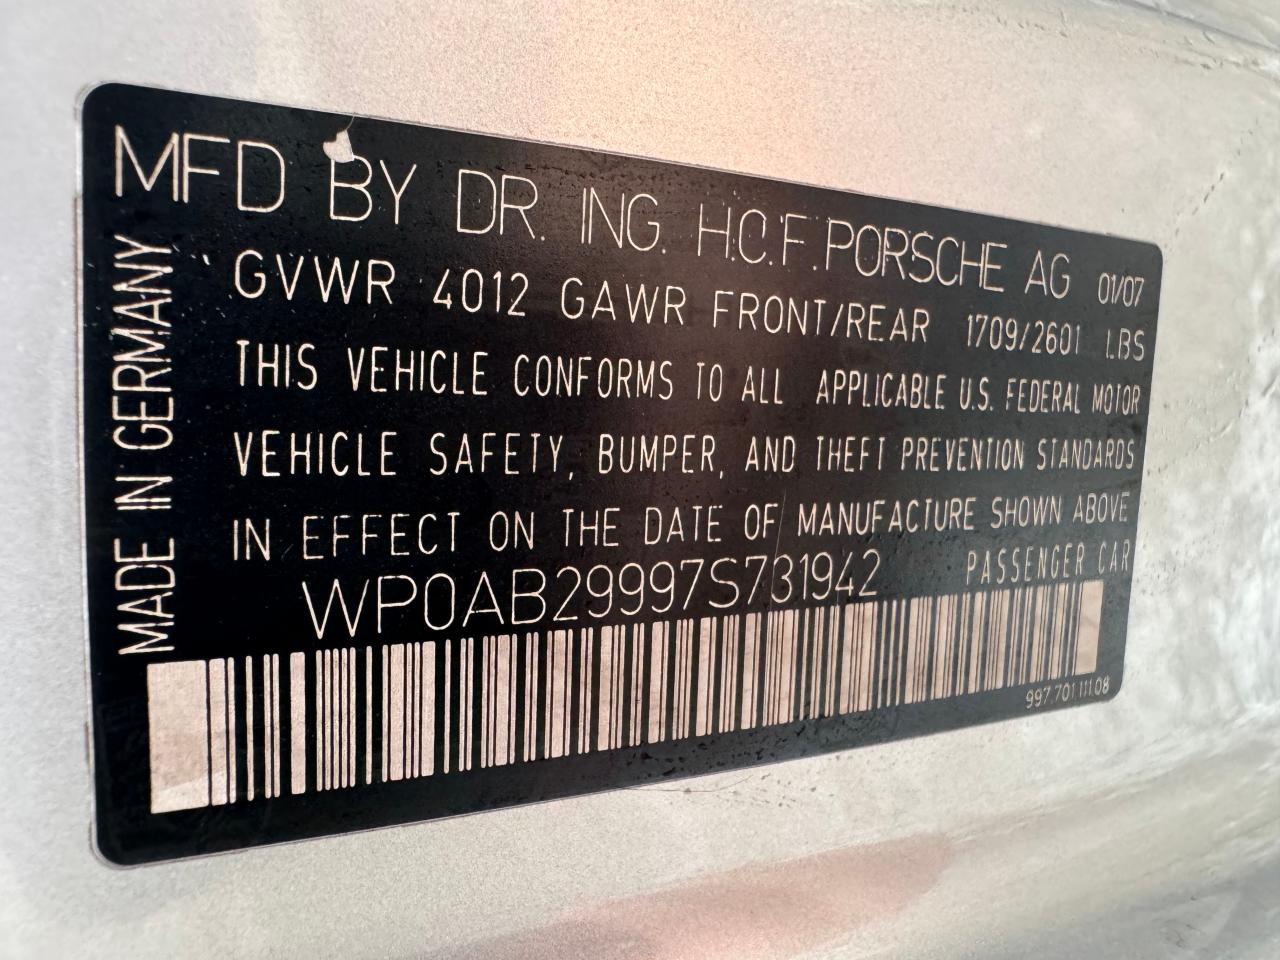 MFD BY DR. ING. H.C.F. PORSCHE AG 01/07
GVWR 4012 GAWR FRONT/REAR 1709/2601 LBS
THIS VEHICLE CONFORMS TO ALL APPLICABLE U.S. FEDERAL MOTOR
VEHICLE SAFETY, BUMPER, AND THEFT PREVENTION STANDARDS
IN EFFECT ON THE DATE OF MANUFACTURE SHOWN ABOVE
WP0AB29997S731942 PASSENGER CAR
997.701.111.08
MADE IN GERMANY